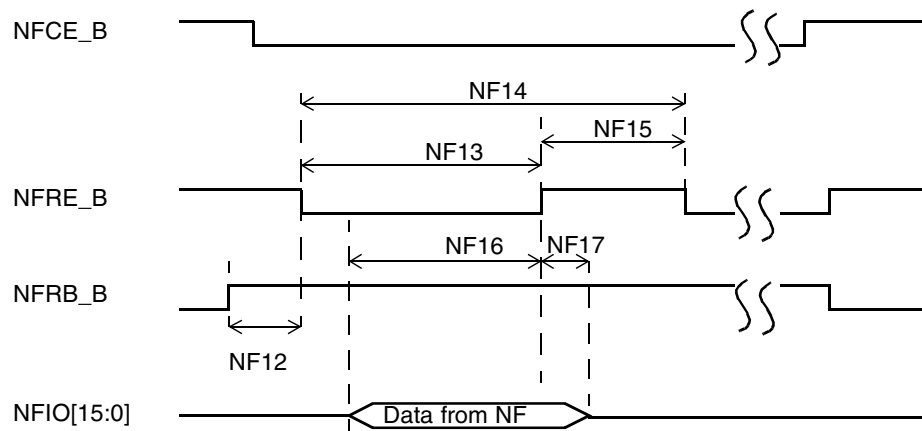 NFCE_B
NF14
NF15
NF13
NFRE_B
NF16
NF17
NFRB_B
NF12
NFIO[15:0]
Data from NF